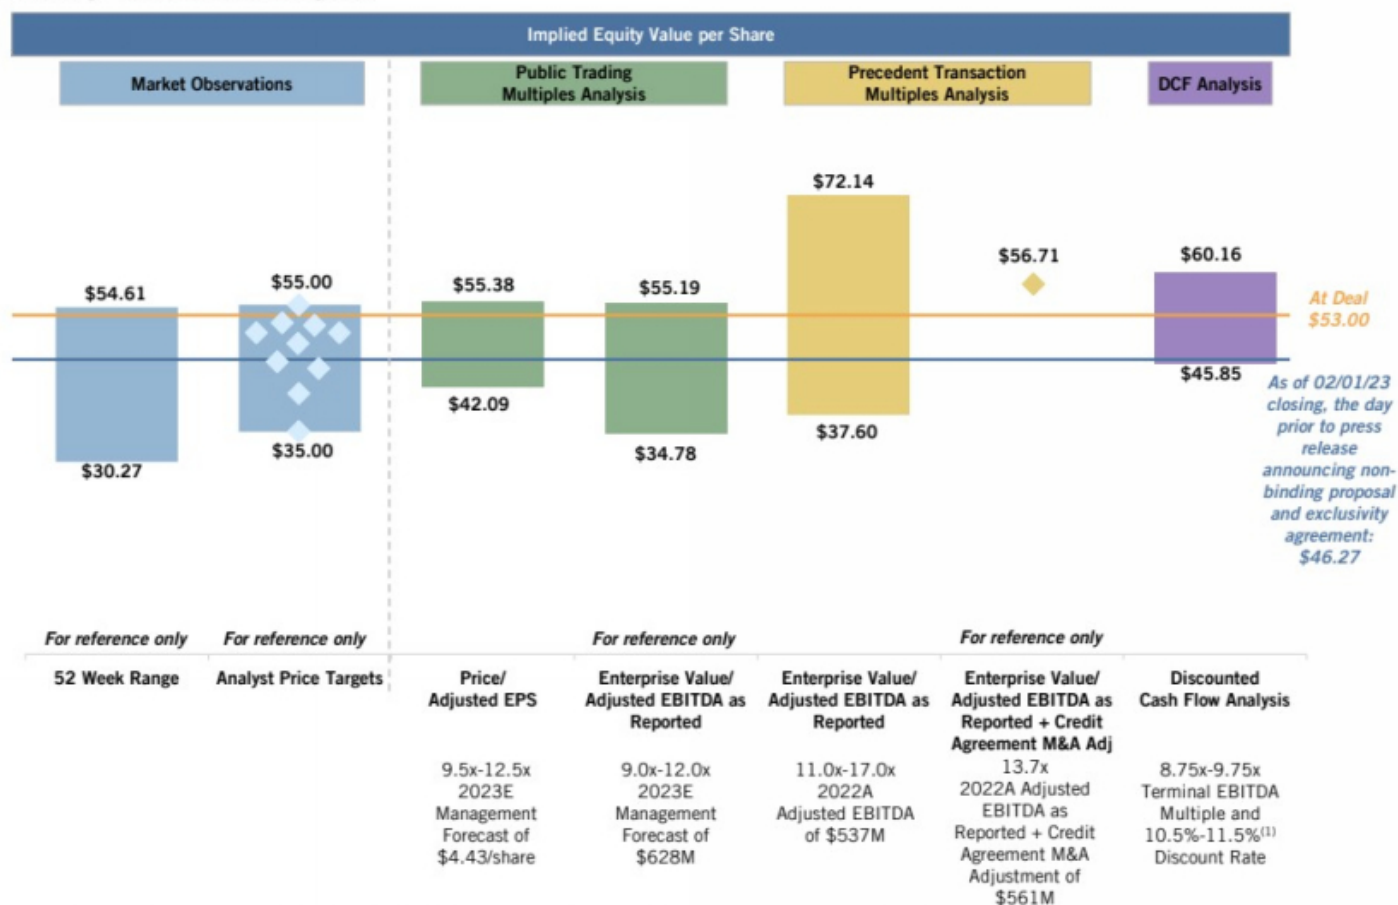 Implied Equity Value per Share
Market Observations
Public Trading
Multiples Analysis
Precedent Transaction
Multiples Analysis
DCF Analysis
$72.14
$56.71
$60.16
$54.61
$55.00
$55.38
$55.19
At Deal
$53.00
$45.85
$42.09
$37.60
$35.00
$34.78
$30.27
As of 02/01/23
closing, the day
prior to press
release
announcing non-
binding proposal
and exclusivity
agreement:
$46.27
For reference only
For reference only
For reference only
For reference only
52 Week Range
Analyst Price Targets
Price/
Adjusted EPS
Enterprise Value/
Adjusted EBITDA as
Reported
Enterprise Value/
Adjusted EBITDA as
Reported
Enterprise Value/
Adjusted EBITDA as
Reported + Credit
Agreement M&A Adj
Discounted
Cash Flow Analysis
9.5x-12.5x
2023E
Management
Forecast of
$4.43/share
9.0x-12.0x
2023E
Management
Forecast of
$628M
11.0x-17.0x
2022A
Adjusted EBITDA
of $537M
13.7x
2022A Adjusted
EBITDA as
Reported + Credit
Agreement M&A
Adjustment of
$561M
8.75x-9.75x
Terminal EBITDA
Multiple and
10.5%-11.5%(1)
Discount Rate